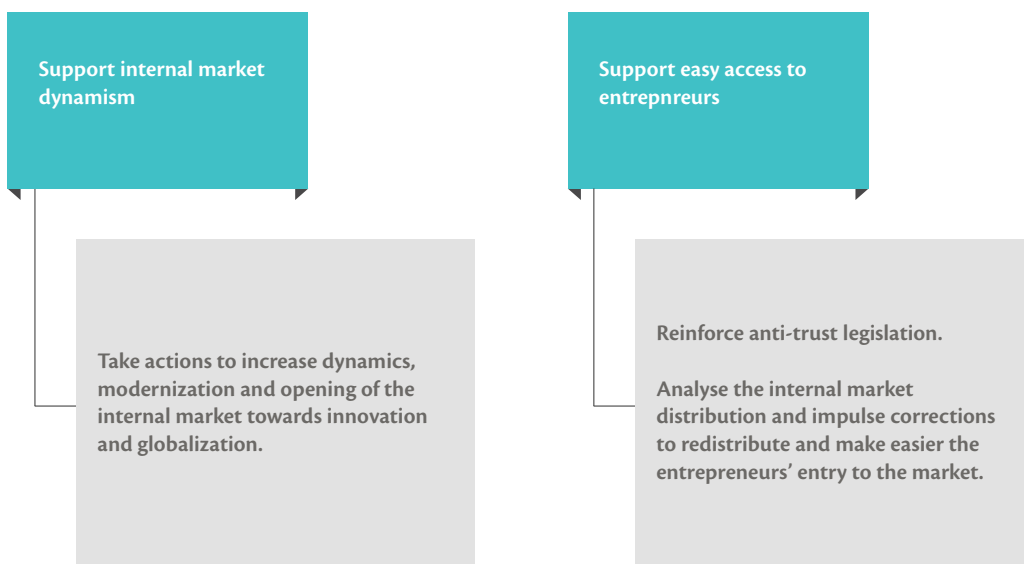 Support internal market
dynamism
Take actions to increase dynamics,
modernization and opening of the
internal market towards innovation
and globalization.
Support easy access to
entrepnreurs
Reinforce anti-trust legislation.
Analyse the internal market
distribution and impulse corrections
to redistribute and make easier the
entrepreneurs’ entry to the market.